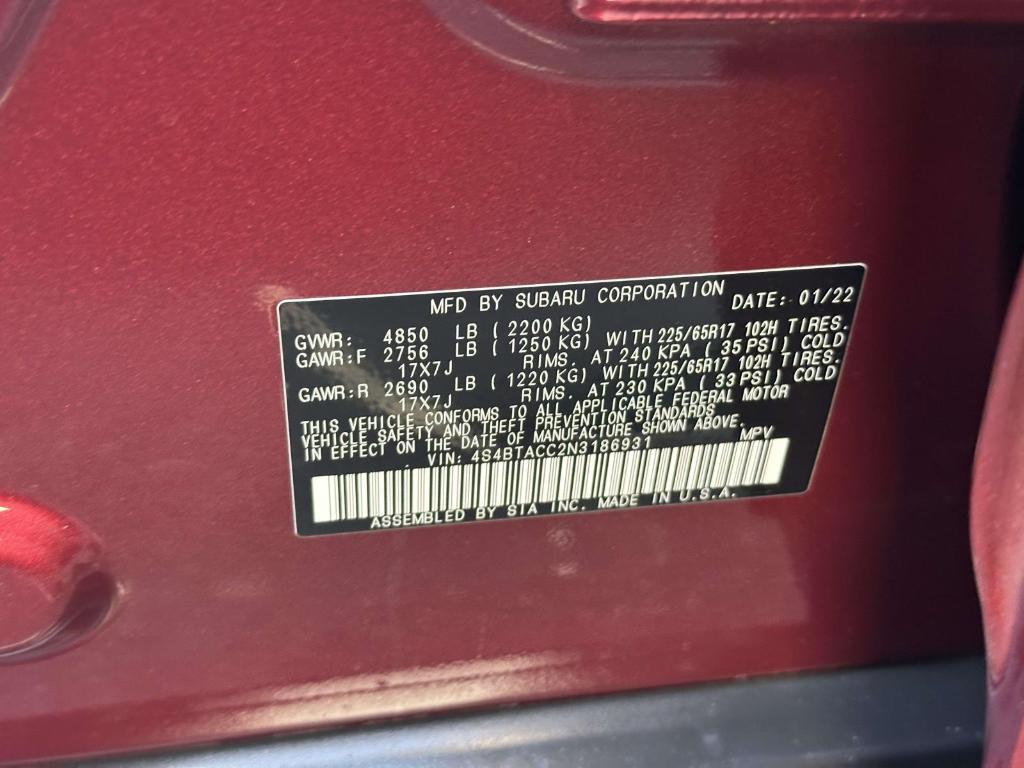 MFD BY SUBARU CORPORATION DATE: 01/22
GVWR: 4850 LB (2200 KG)
GAWR:F 2756 LB (1250 KG) WITH 225/65R17 102H TIRES.
17X7J RIMS. AT 240 KPA (35 PSI) COLD
GAWR:R 2690 LB (1220 KG) WITH 225/65R17 102H TIRES.
17X7J RIMS. AT 230 KPA (33 PSI) COLD
THIS VEHICLE CONFORMS TO ALL APPLICABLE FEDERAL MOTOR
VEHICLE SAFETY AND THEFT PREVENTION STANDARDS
IN EFFECT ON THE DATE OF MANUFACTURE SHOWN ABOVE.
VIN: 4S4BTACC2N3186931 MPV
ASSEMBLED BY SIA INC. MADE IN U.S.A.